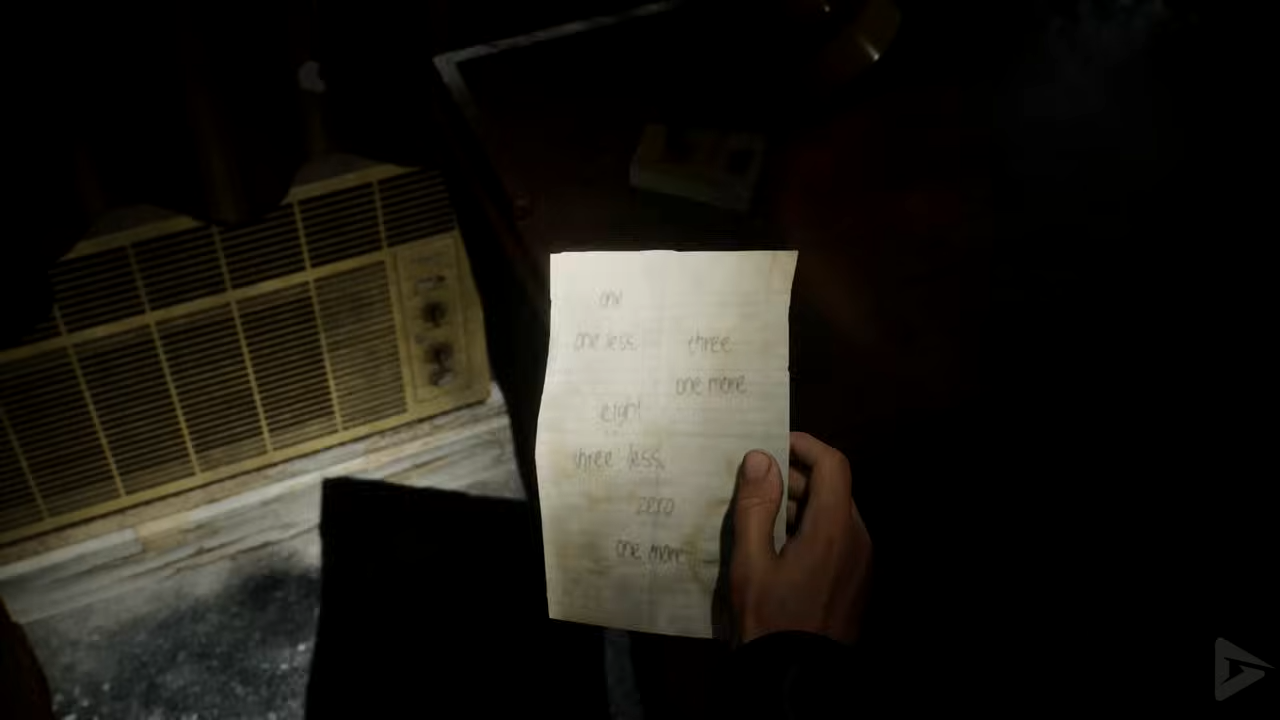 one
one less three
one more
eight
three less
zero
one more